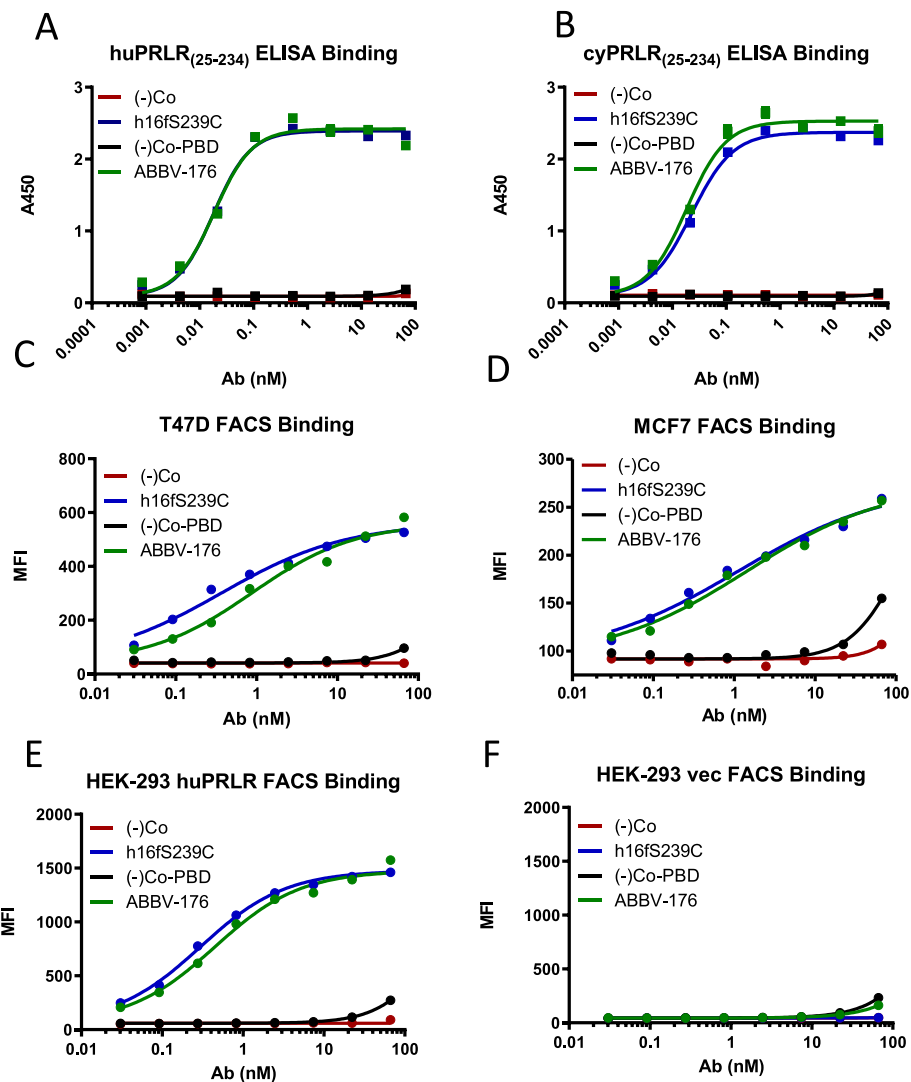 A
huPRLR(25-234) ELISA Binding
3
2
1
0
A450
(-)Co
h16fS239C
(-)Co-PBD
ABBV-176
0.0001
0.001
0.01
0.1
1
10
100
Ab (nM)
B
cyPRLR(25-234) ELISA Binding
3
2
1
0
A450
(-)Co
h16fS239C
(-)Co-PBD
ABBV-176
0.0001
0.001
0.01
0.1
1
10
100
Ab (nM)
C
T47D FACS Binding
800
600
400
200
0
MFI
(-)Co
h16fS239C
(-)Co-PBD
ABBV-176
0.01
0.1
1
10
100
Ab (nM)
D
MCF7 FACS Binding
300
250
200
150
100
MFI
(-)Co
h16fS239C
(-)Co-PBD
ABBV-176
0.01
0.1
1
10
100
Ab (nM)
E
HEK-293 huPRLR FACS Binding
2000
1500
1000
500
0
MFI
(-)Co
h16fS239C
(-)Co-PBD
ABBV-176
0.01
0.1
1
10
100
Ab (nM)
F
HEK-293 vec FACS Binding
2000
1500
1000
500
0
MFI
(-)Co
h16fS239C
(-)Co-PBD
ABBV-176
0.01
0.1
1
10
100
Ab (nM)